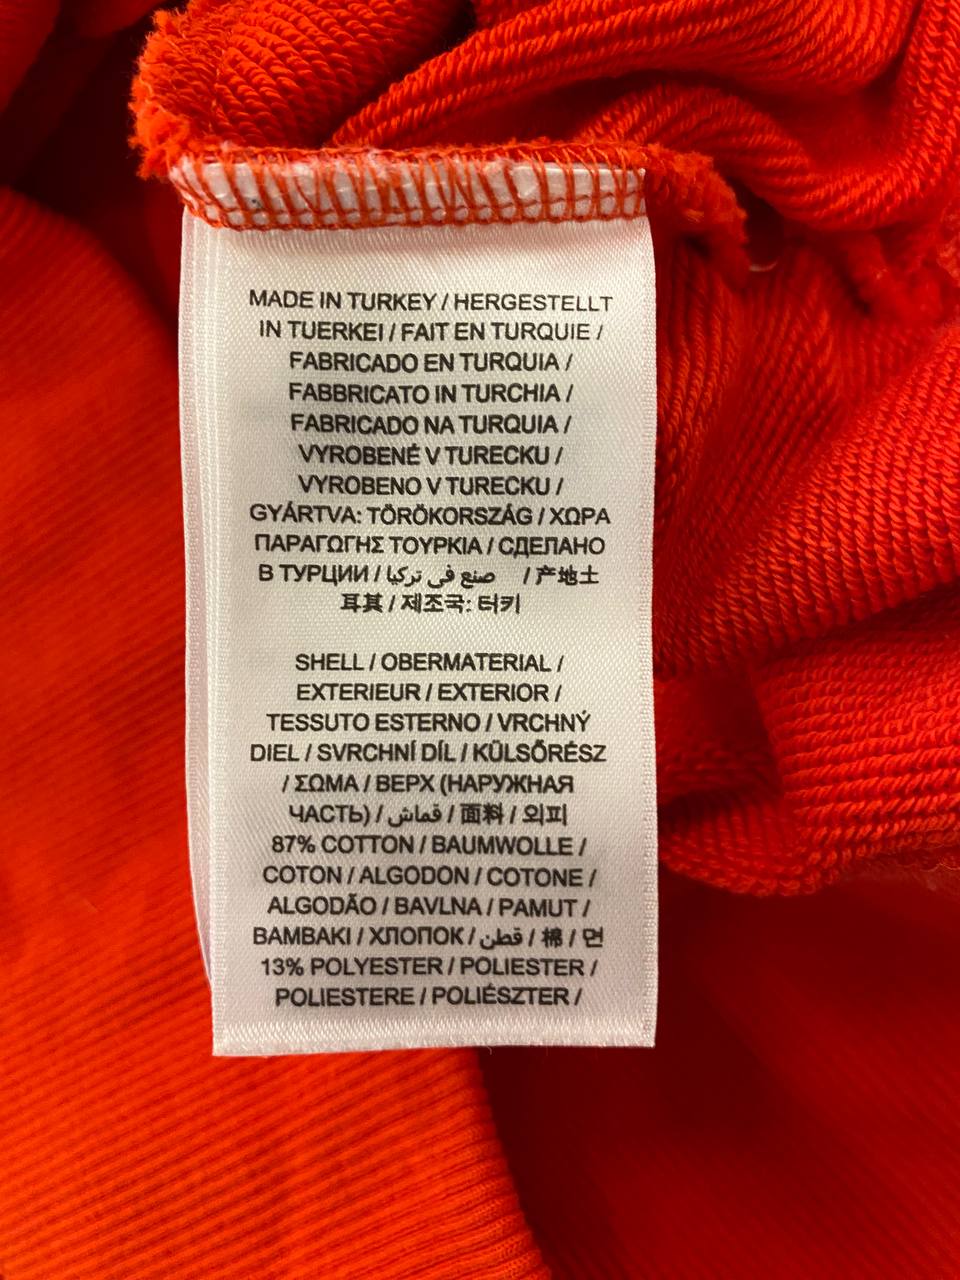 MADE IN TURKEY / HERGESTELLT
IN TUERKEI / FAIT EN TURQUIE /
FABRICADO EN TURQUIA /
FABBRICATO IN TURCHIA /
FABRICADO NA TURQUIA /
VYROBENÉ V TURECKU /
VYROBENO V TURECKU /
GYÁRTVA: TÖRÖKORSZÁG / ΧΩΡΑ
ΠΑΡΑΓΩΓΗΣ ΤΟΥΡΚΙΑ / СДЕЛАНО
В ТУРЦИИ / صنع في تركيا / 产地土
耳其 / 제조국: 터키
SHELL / OBERMATERIAL /
EXTERIEUR / EXTERIOR /
TESSUTO ESTERNO / VRCHNÝ
DIEL / SVRCHNÍ DÍL / KÜLSŐRÉSZ
/ ΣΩΜΑ / ВЕРХ (НАРУЖНАЯ
ЧАСТЬ) / قماش / 面料 / 외피
87% COTTON / BAUMWOLLE /
COTON / ALGODON / COTONE /
ALGODÃO / BAVLNA / PAMUT /
BAMBAKI / ХЛОПОК / قطن / 棉 / 면
13% POLYESTER / POLIESTER /
POLIESTERE / POLIÉSZTER /